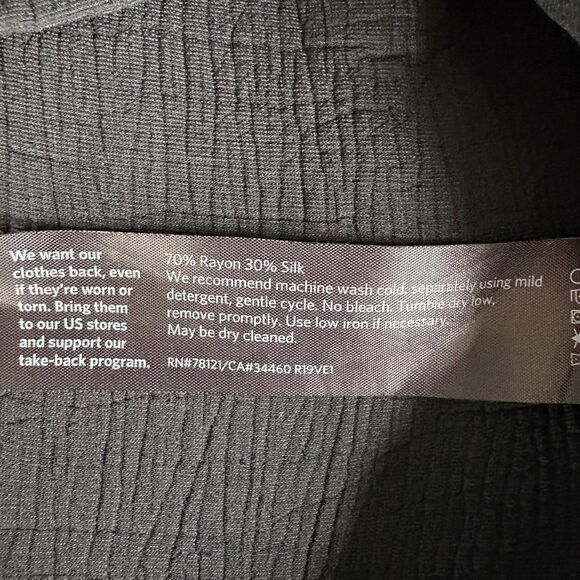 We want our
clothes back, even
if they're worn or
torn. Bring them
to our US stores
and support our
take-back program.
70% Rayon 30% Silk
We recommend machine wash cold, separately using mild
detergent, gentle cycle. No bleach. Tumble dry low,
remove promptly. Use low iron if necessary.
May be dry cleaned.
RN#78121/CA#34460 R19VE1